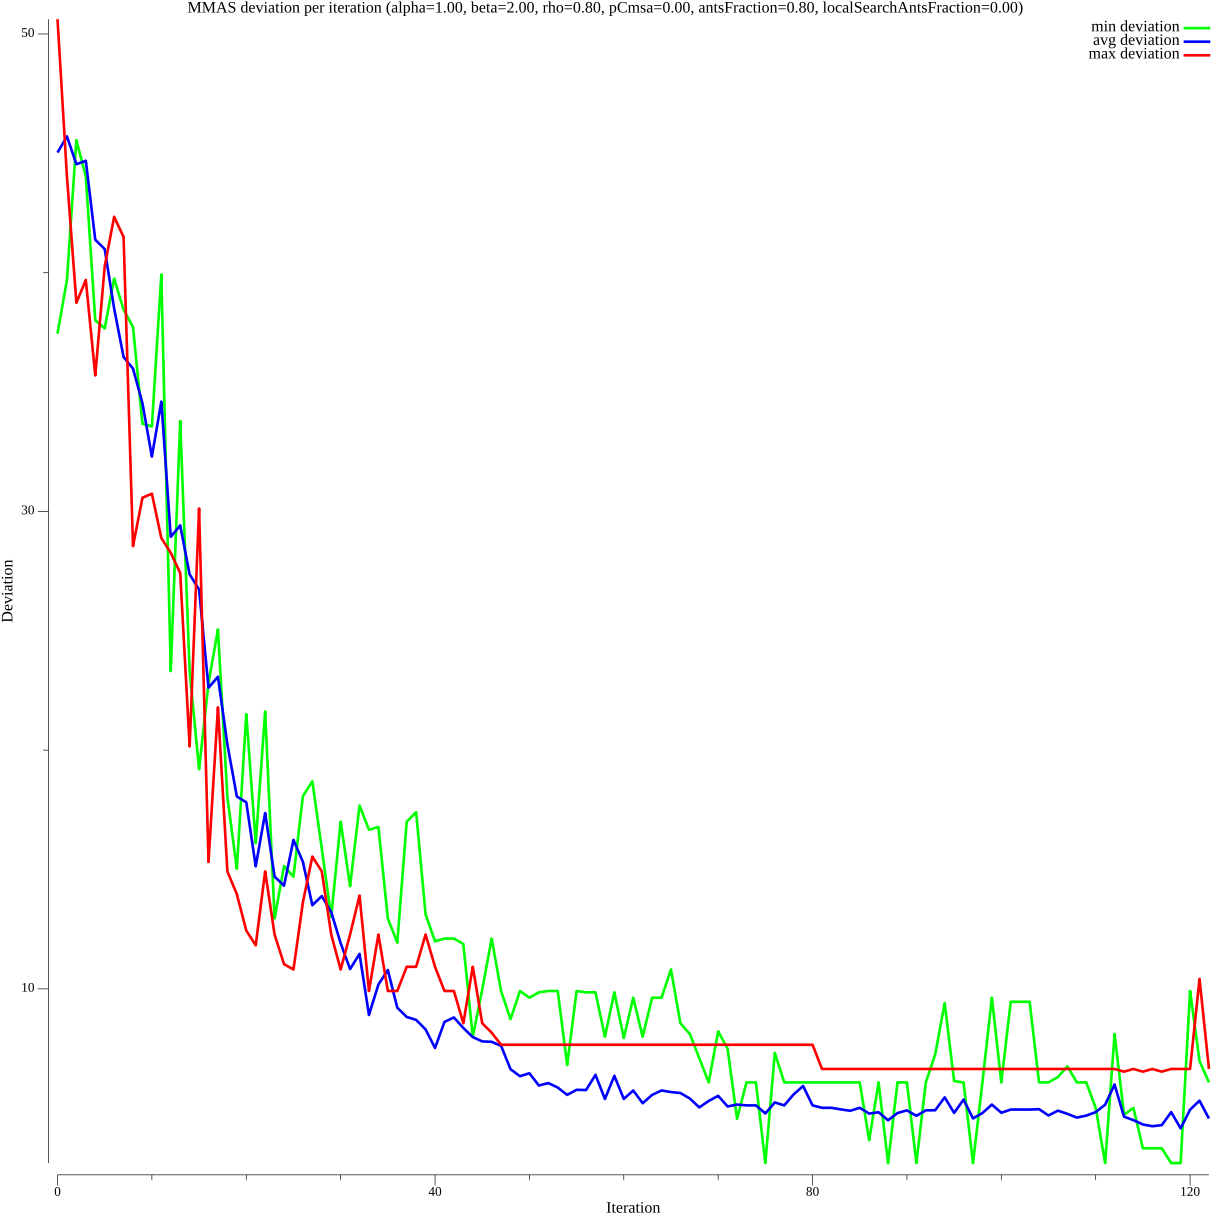 MMAS deviation per iteration (alpha=1.00, beta=2.00, rho=0.80, pCmsa=0.00, antsFraction=0.80, localSearchAntsFraction=0.00)
min deviation
avg deviation
max deviation
50
30
10
Deviation
0
40
80
120
Iteration